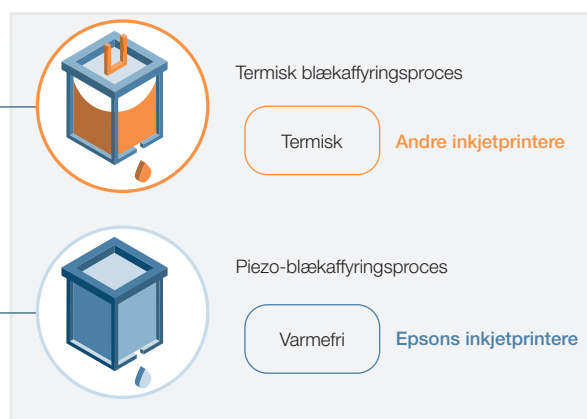 Termisk blækaffyringsproces
Termisk
Andre inkjetprintere
Piezo-blækaffyringsproces
Varmefri
Epsons inkjetprintere